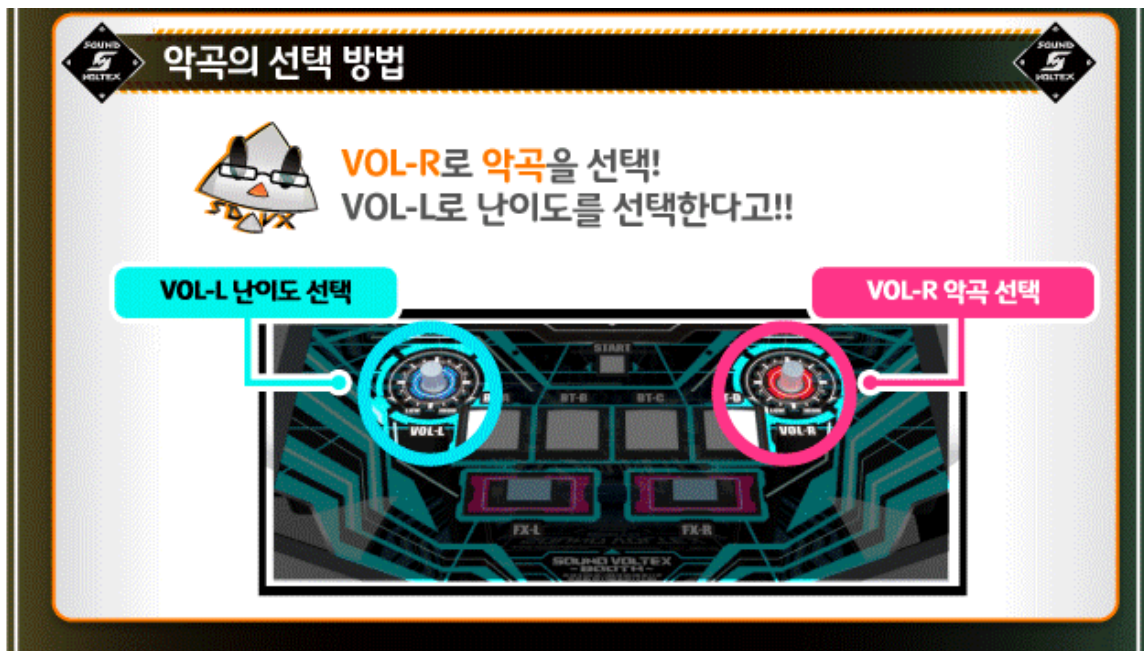 SOUND
VOLTEX
악곡의 선택 방법
SOUND
VOLTEX
VOL-R로 악곡을 선택!
VOL-L로 난이도를 선택한다고!!
SDVX
VOL-L 난이도 선택
VOL-R 악곡 선택
START
BT-B
BT-C
VOL-L
VOL-R
FX-L
FX-R
SOUND VOLTEX
-BOOTH-